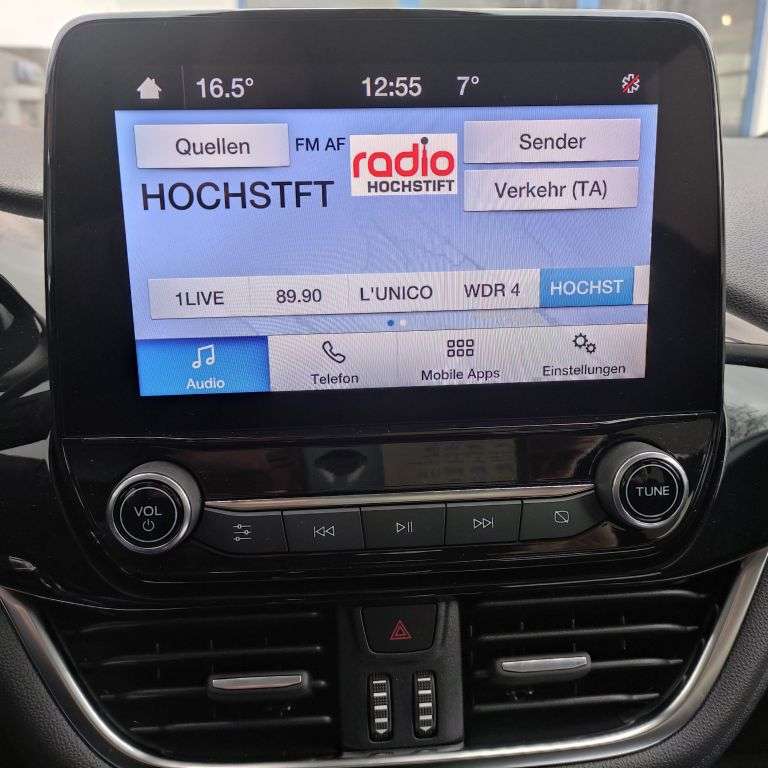 16.5° 12:55 7°
Quellen FM AF radio HOCHSTIFT Sender
HOCHSTFT Verkehr (TA)
1LIVE 89.90 L'UNICO WDR 4 HOCHST
Audio Telefon Mobile Apps Einstellungen
VOL TUNE